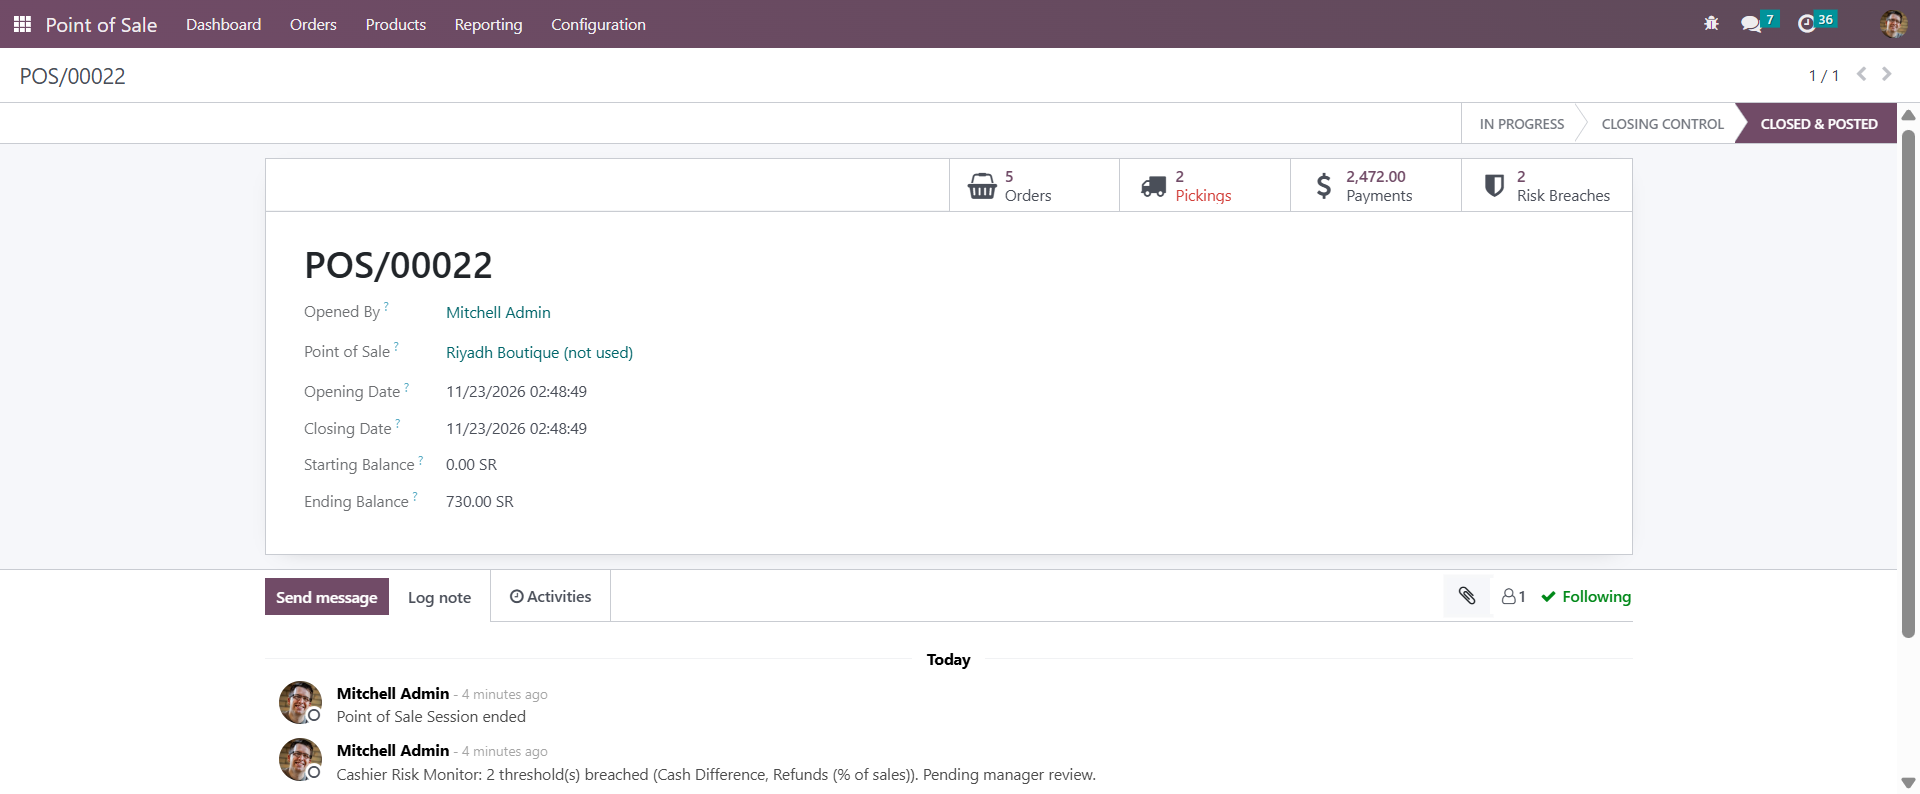 Point of Sale Dashboard Orders Products Reporting Configuration 7 36
POS/00022 1 / 1
IN PROGRESS CLOSING CONTROL CLOSED & POSTED
5 Orders
2 Pickings
2,472.00 Payments
2 Risk Breaches
POS/00022
Opened By ? Mitchell Admin
Point of Sale ? Riyadh Boutique (not used)
Opening Date ? 11/23/2026 02:48:49
Closing Date ? 11/23/2026 02:48:49
Starting Balance ? 0.00 SR
Ending Balance ? 730.00 SR
Send message Log note Activities 1 Following
Today
Mitchell Admin - 4 minutes ago
Point of Sale Session ended
Mitchell Admin - 4 minutes ago
Cashier Risk Monitor: 2 threshold(s) breached (Cash Difference, Refunds (% of sales)). Pending manager review.